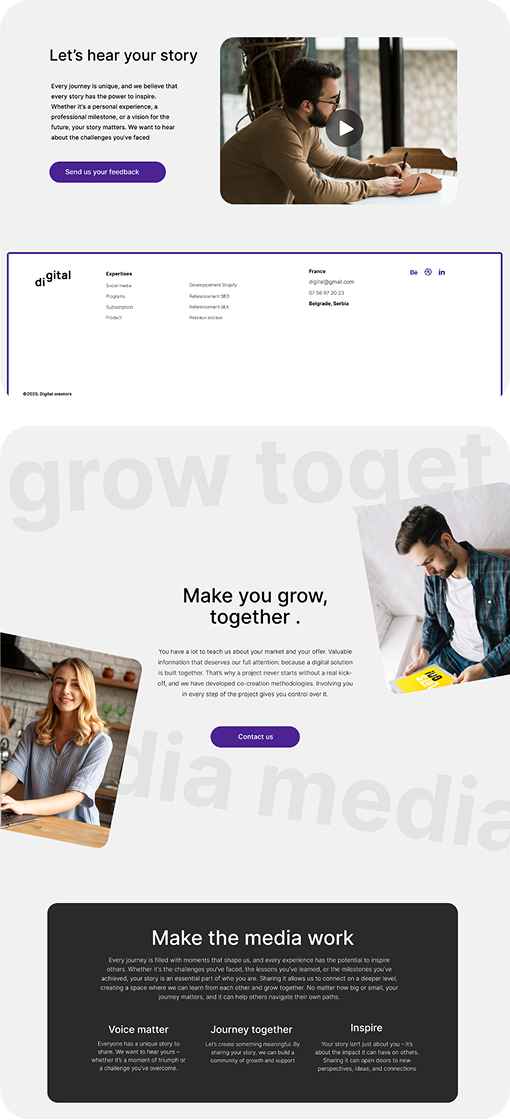 Let's hear your story
Every journey is unique, and we believe that
every story has the power to inspire.
Whether it's a personal experience, a
professional milestone, or a vision for the
future, your story matters. We want to hear
about the challenges you've faced
Send us your feedback
digital
Expertises
Social media
Programs
Subscription
Product
Developpement Shopify
Référencement SEO
Référencement SEA
Réseaux sociaux
France
digital@gmail.com
07 56 97 20 23
Belgrade, Serbia
Bē
in
©2025, Digital creators
grow toget
Make you grow,
together .
You have a lot to teach us about your market and your offer. Valuable
information that deserves our full attention: because a digital solution
is built together. That's why a project never starts without a real kick-
off, and we have developed co-creation methodologies. Involving you
in every step of the project gives you control over it.
Contact us
dia media
Make the media work
Every journey is filled with moments that shape us, and every experience has the potential to inspire
others. Whether it's the challenges you've faced, the lessons you've learned, or the milestones you've
achieved, your story is an essential part of who you are. Sharing it allows us to connect on a deeper level,
creating a space where we can learn from each other and grow together. No matter how big or small, your
journey matters, and it can help others navigate their own paths.
Voice matter
Everyone has a unique story to
share. We want to hear yours –
whether it's a moment of triumph or
a challenge you've overcome.
Journey together
Let's create something meaningful. By
sharing your story, we can build a
community of growth and support
Inspire
Your story isn't just about you – it's
about the impact it can have on others.
Sharing it can open doors to new
perspectives, ideas, and connections